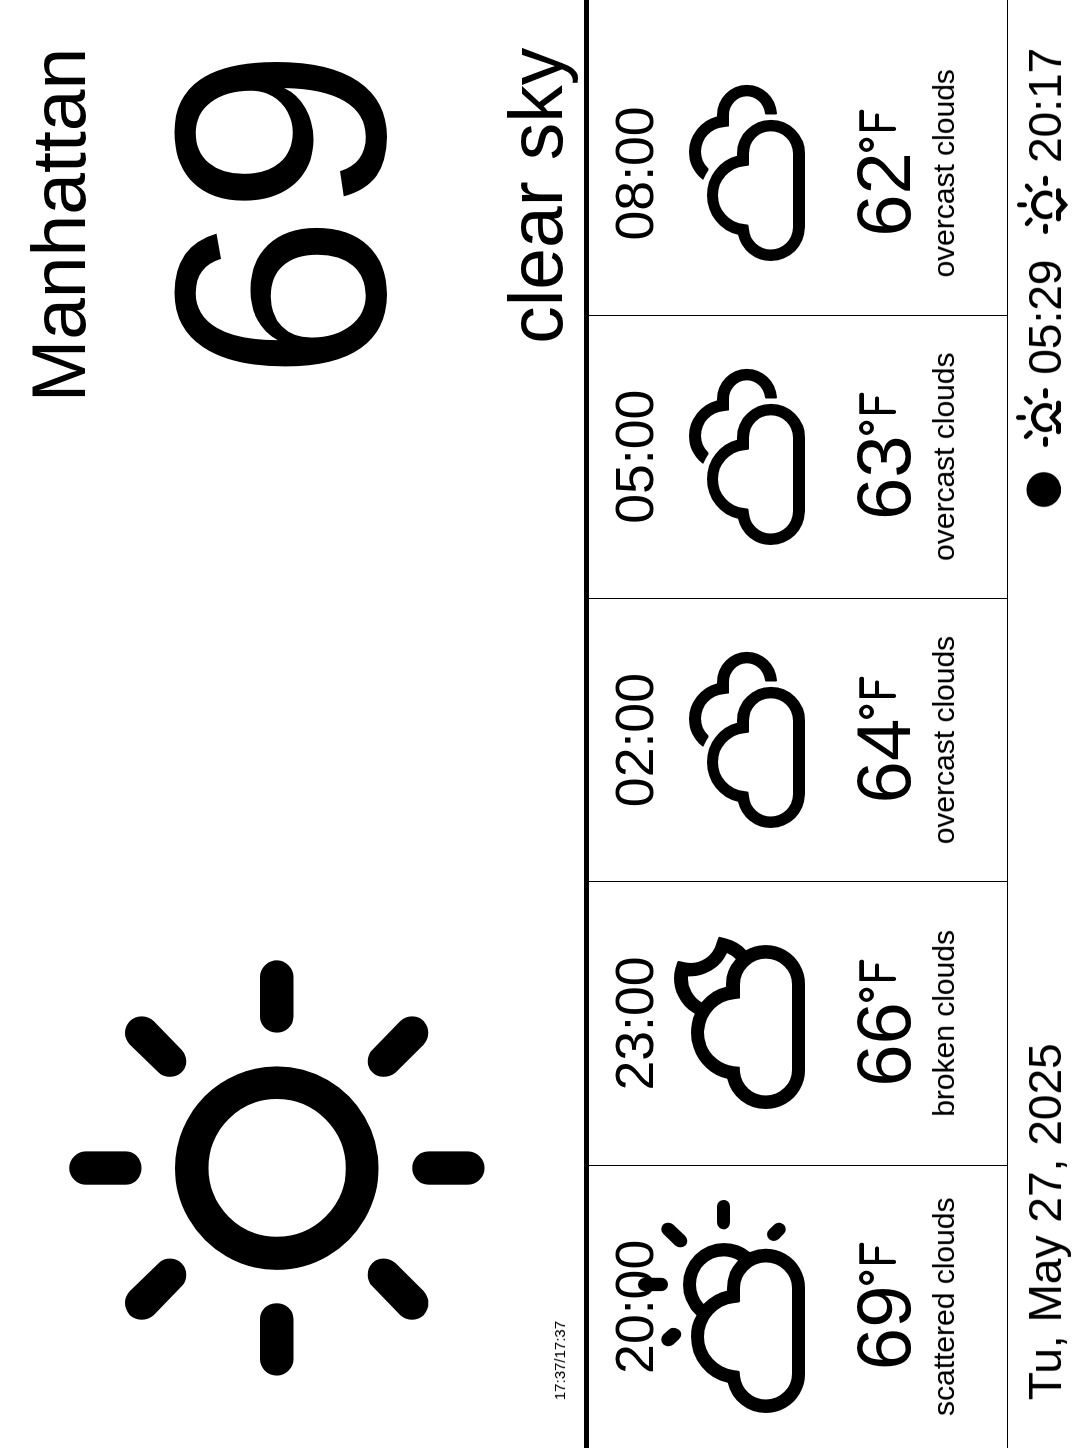 Manhattan
69
clear sky
17:37/17:37
20:00 23:00 02:00 05:00 08:00
69°F 66°F 64°F 63°F 62°F
scattered clouds broken clouds overcast clouds overcast clouds overcast clouds
Tu, May 27, 2025 05:29 20:17